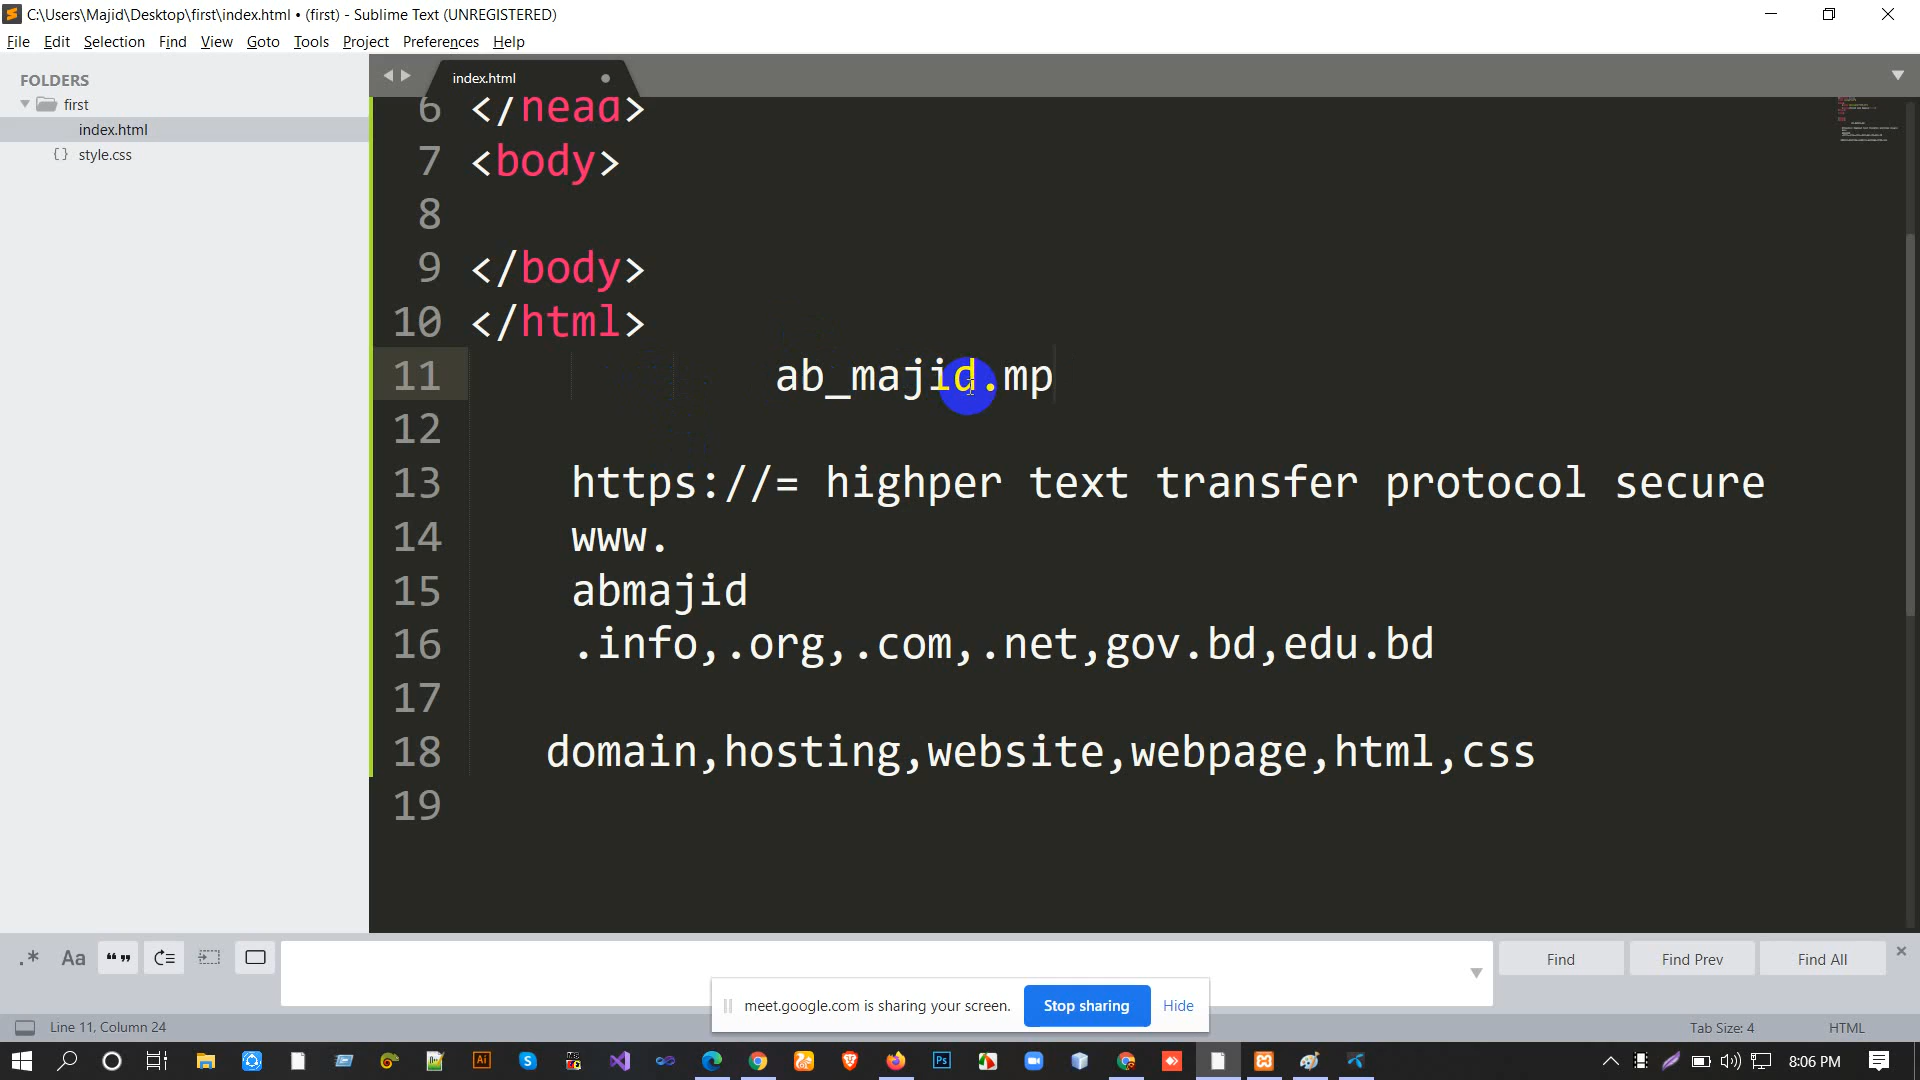 C:\Users\Majid\Desktop\first\index.html • (first) - Sublime Text (UNREGISTERED)
File Edit Selection Find View Goto Tools Project Preferences Help
FOLDERS
first
index.html
{} style.css
index.html
6 </head>
7 <body>
8
9 </body>
10 </html>
11 ab_majid.mp
12
13 https://= highper text transfer protocol secure
14 www.
15 abmajid
16 .info,.org,.com,.net,gov.bd,edu.bd
17
18 domain,hosting,website,webpage,html,css
19
.* Aa “” Find Find Prev Find All
meet.google.com is sharing your screen. Stop sharing Hide
Line 11, Column 24 Tab Size: 4 HTML
8:06 PM